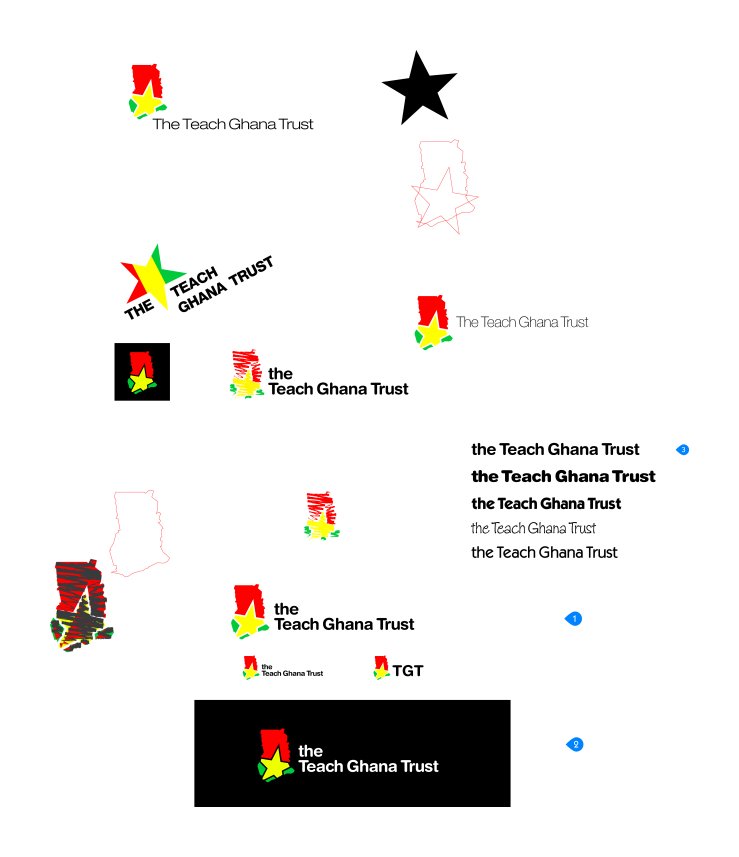 The Teach Ghana Trust
THE TEACH
GHANA TRUST
The Teach Ghana Trust
the
Teach Ghana Trust
the Teach Ghana Trust
3
the Teach Ghana Trust
the Teach Ghana Trust
the Teach Ghana Trust
the Teach Ghana Trust
the
Teach Ghana Trust
1
the
Teach Ghana Trust
TGT
the
Teach Ghana Trust
2